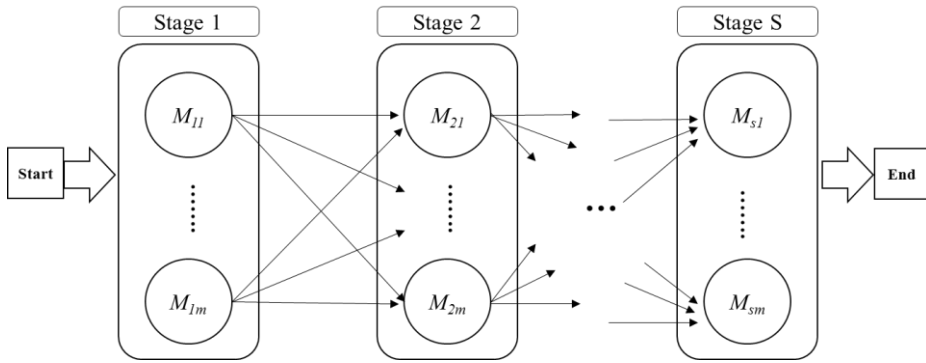 Stage 1
Stage 2
Stage S
M11
M21
Ms1
Start
End
...
M1m
M2m
Msm